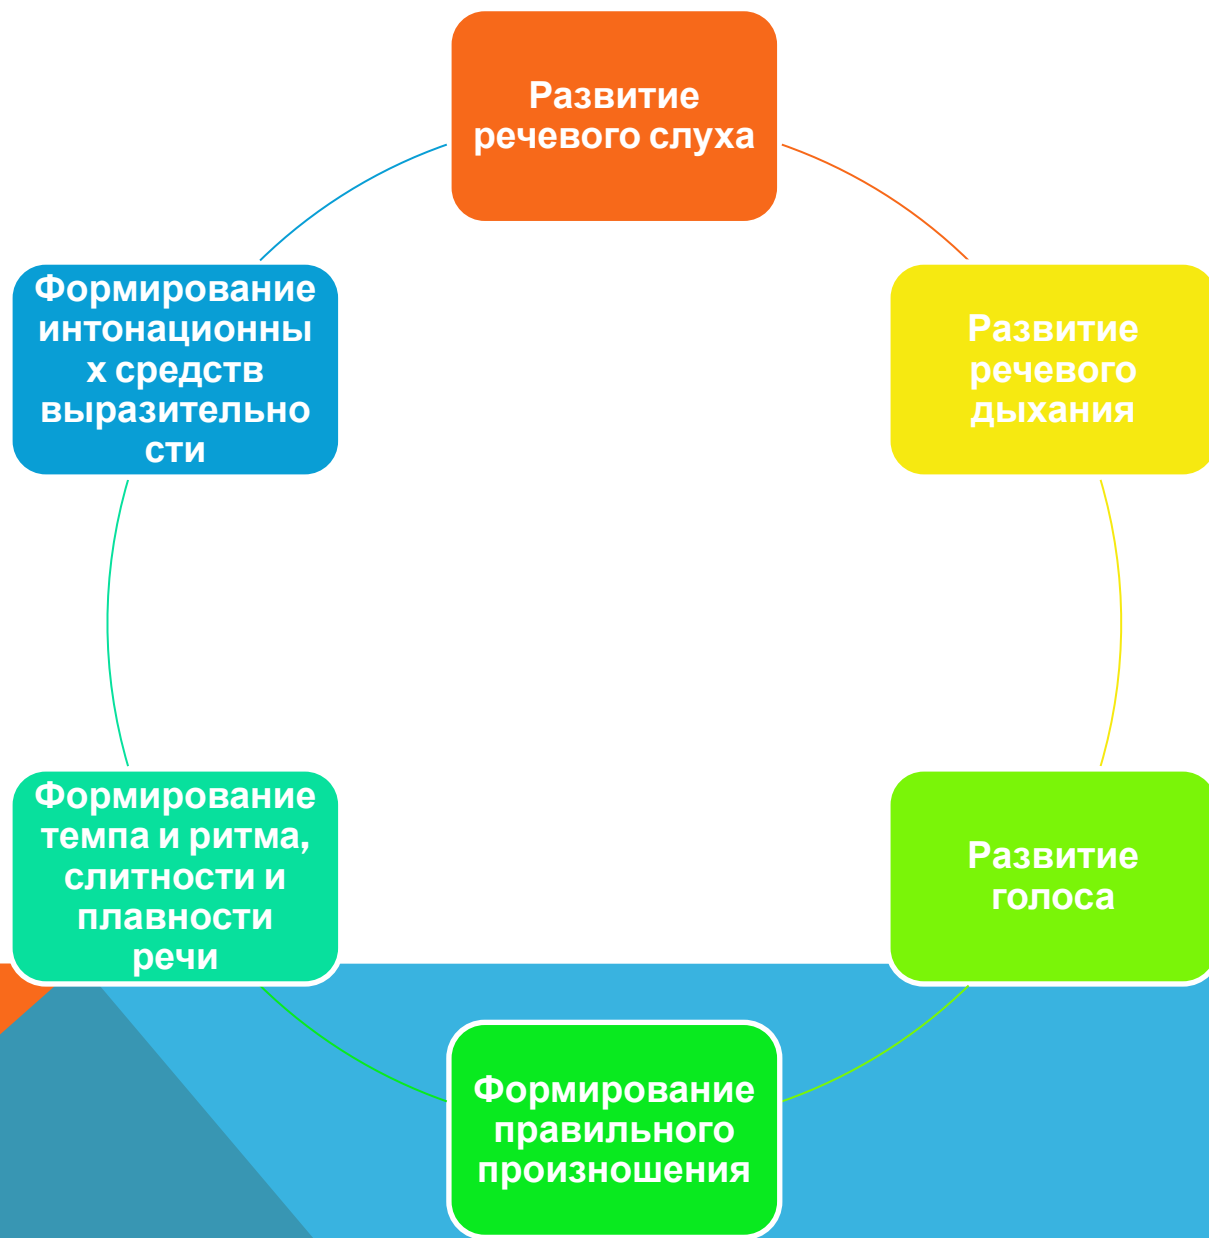 Развитие
речевого слуха
Развитие
речевого
дыхания
Развитие
голоса
Формирование
правильного
произношения
Формирование
темпа и ритма,
слитности и
плавности
речи
Формирование
интонационны
х средств
выразительно
сти